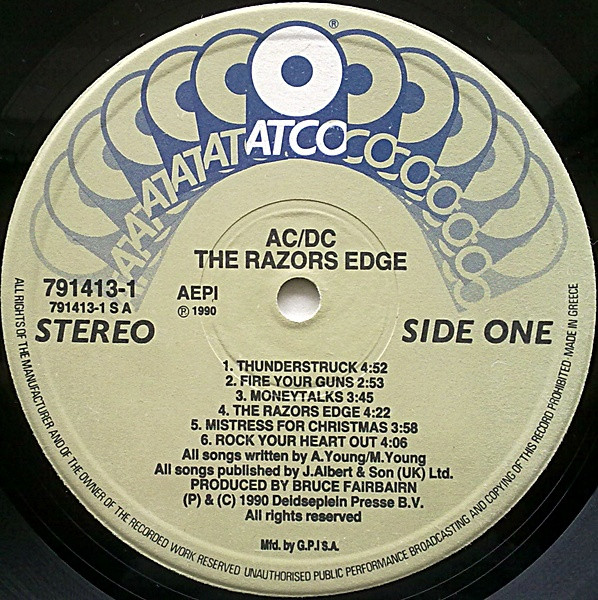 ®
ATCO
AC/DC
THE RAZORS EDGE
791413-1
791413-1 S A
AEPI
℗ 1990
STEREO
SIDE ONE
1. THUNDERSTRUCK 4:52
2. FIRE YOUR GUNS 2:53
3. MONEYTALKS 3:45
4. THE RAZORS EDGE 4:22
5. MISTRESS FOR CHRISTMAS 3:58
6. ROCK YOUR HEART OUT 4:06
All songs written by A.Young/M.Young
All songs published by J.Albert & Son (UK) Ltd.
PRODUCED BY BRUCE FAIRBAIRN
(P) & (C) 1990 Deidseplein Presse B.V.
All rights reserved
Mfd. by G.P.I S.A.
ALL RIGHTS OF THE MANUFACTURER AND OF THE OWNER OF THE RECORDED WORK RESERVED UNAUTHORISED PUBLIC PERFORMANCE BROADCASTING AND COPYING OF THIS RECORD PROHIBITED · MADE IN GREECE